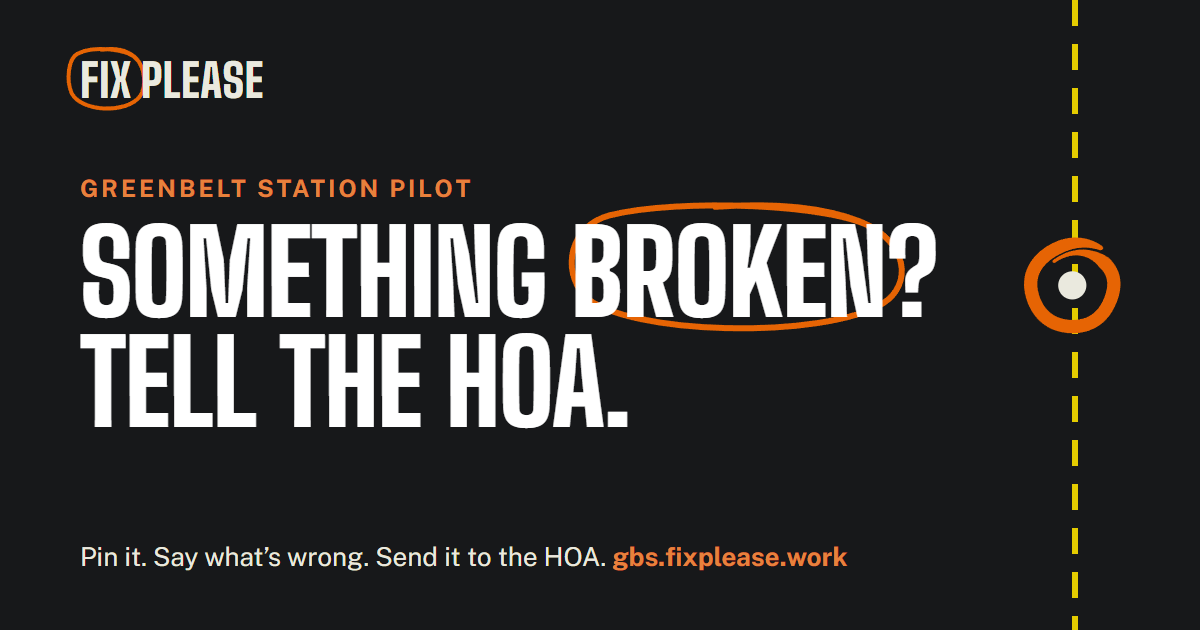 FIX PLEASE
GREENBELT STATION PILOT
SOMETHING BROKEN?
TELL THE HOA.
Pin it. Say what’s wrong. Send it to the HOA. gbs.fixplease.work